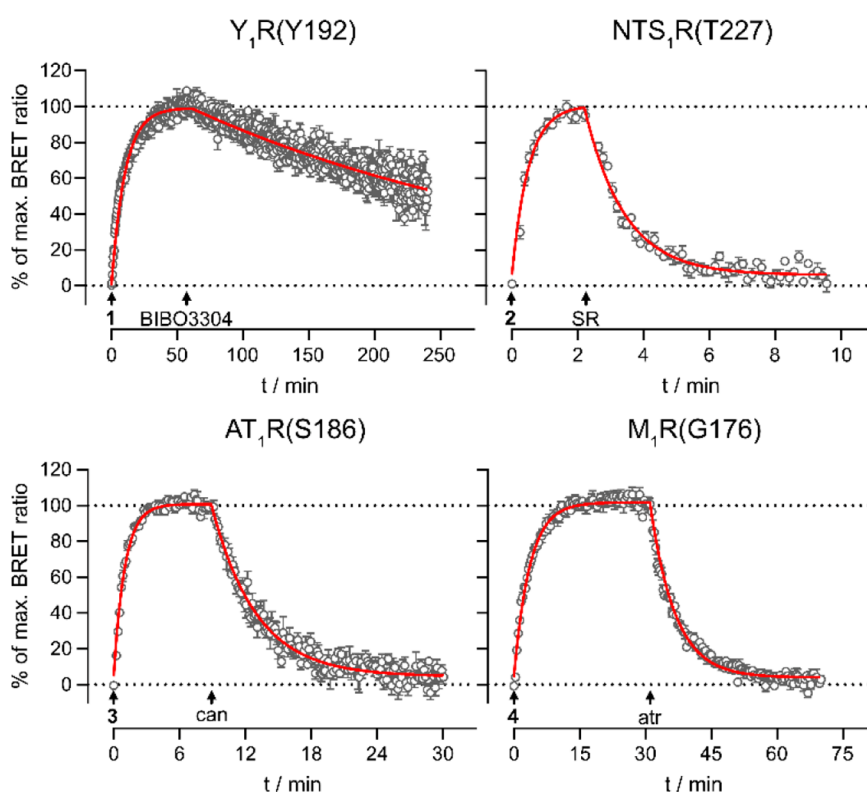 Y₁R(Y192)
% of max. BRET ratio
120
100
80
60
40
20
0
1
BIBO3304
0 50 100 150 200 250
t / min
NTS₁R(T227)
2
SR
0 2 4 6 8 10
t / min
AT₁R(S186)
% of max. BRET ratio
120
100
80
60
40
20
0
3
can
0 6 12 18 24 30
t / min
M₁R(G176)
4
atr
0 15 30 45 60 75
t / min